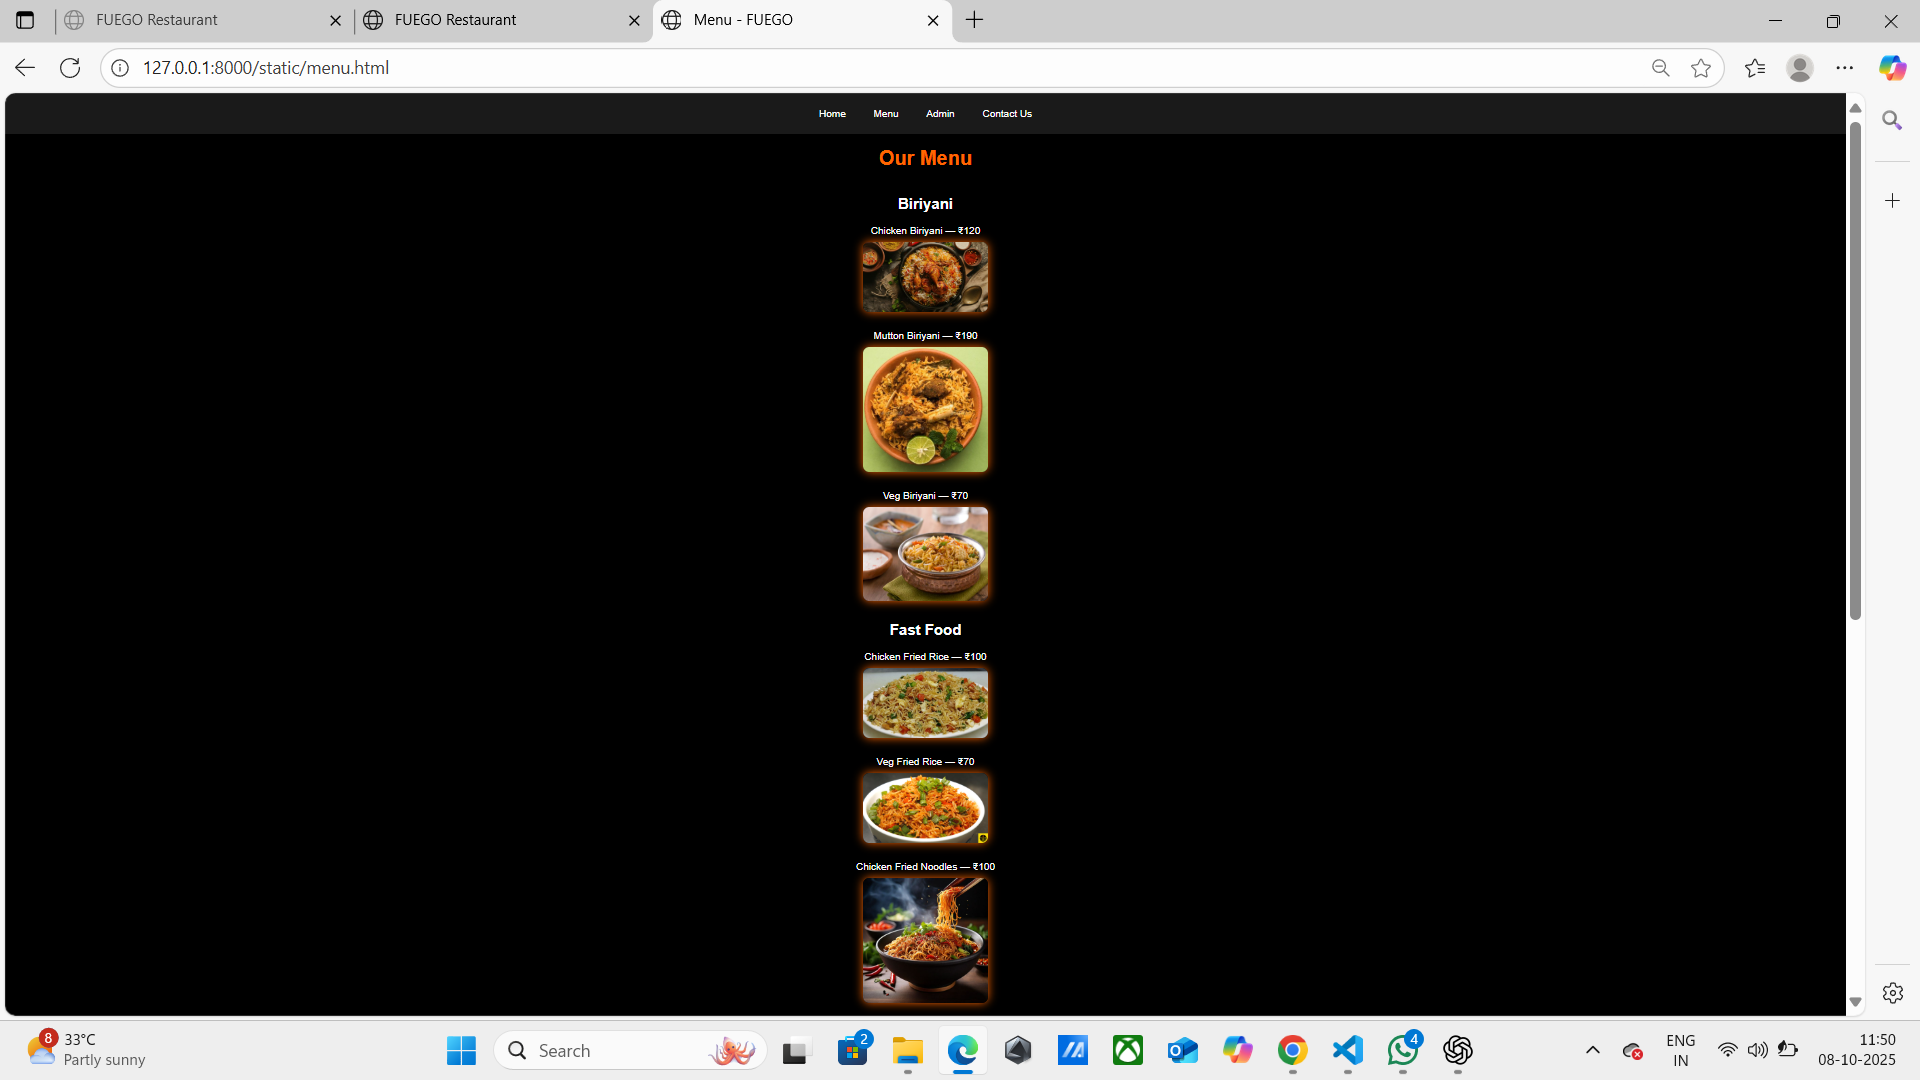 FUEGO Restaurant
FUEGO Restaurant
Menu - FUEGO
127.0.0.1:8000/static/menu.html
Home Menu Admin Contact Us
Our Menu
Biriyani
Chicken Biriyani — ₹120
Mutton Biriyani — ₹190
Veg Biriyani — ₹70
Fast Food
Chicken Fried Rice — ₹100
Veg Fried Rice — ₹70
Chicken Fried Noodles — ₹100
8
33°C
Partly sunny
Search
2
4
ENG
IN
11:50
08-10-2025